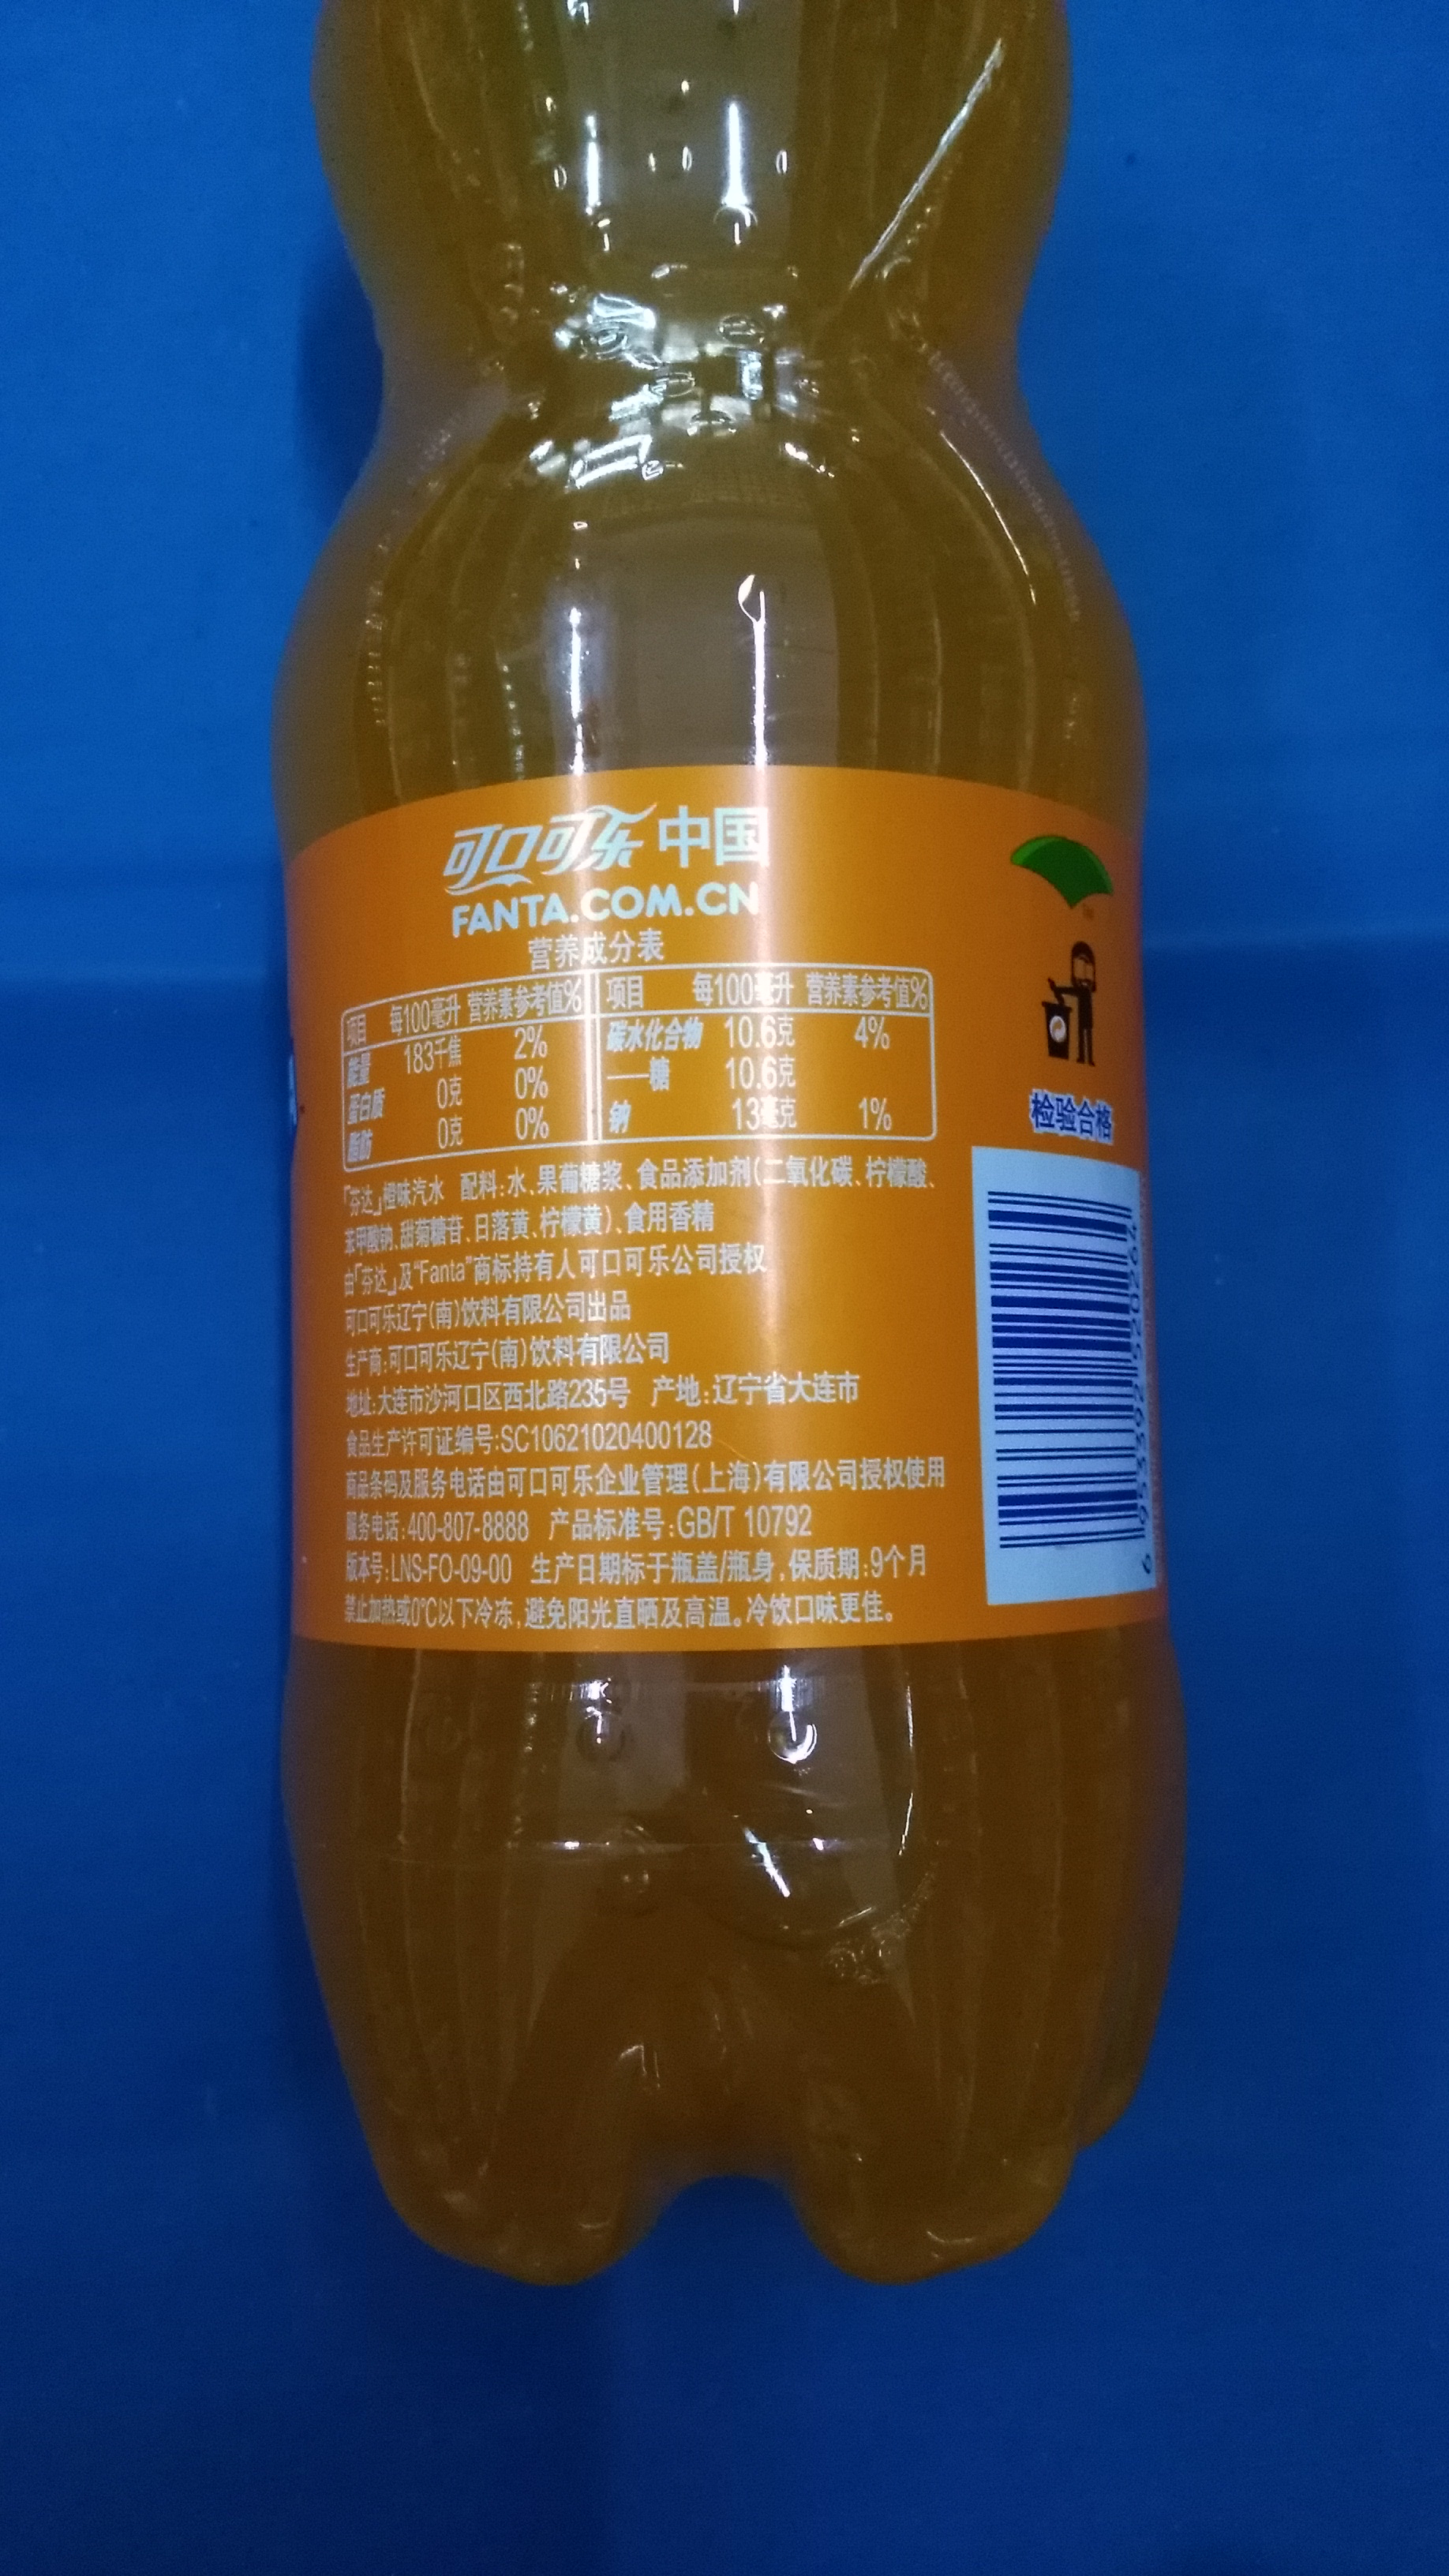 可口可乐 中国
FANTA.COM.CN
营养成分表
项目 每100毫升 营养素参考值% 项目 每100毫升 营养素参考值%
能量 183千焦 2% 碳水化合物 10.6克 4%
蛋白质 0克 0% ——糖 10.6克
脂肪 0克 0% 钠 13毫克 1%
「芬达」橙味汽水 配料:水、果葡糖浆、食品添加剂(二氧化碳、柠檬酸、
苯甲酸钠、甜菊糖苷、日落黄、柠檬黄)、食用香精
由「芬达」及"Fanta"商标持有人可口可乐公司授权
可口可乐辽宁(南)饮料有限公司出品
生产商:可口可乐辽宁(南)饮料有限公司
地址:大连市沙河口区西北路235号 产地:辽宁省大连市
食品生产许可证编号:SC10621020400128
商品条码及服务电话由可口可乐企业管理(上海)有限公司授权使用
服务电话:400-807-8888 产品标准号:GB/T 10792
版本号:LNS-FO-09-00 生产日期标于瓶盖/瓶身,保质期:9个月
禁止加热或0℃以下冷冻,避免阳光直晒及高温。冷饮口味更佳。
检验合格